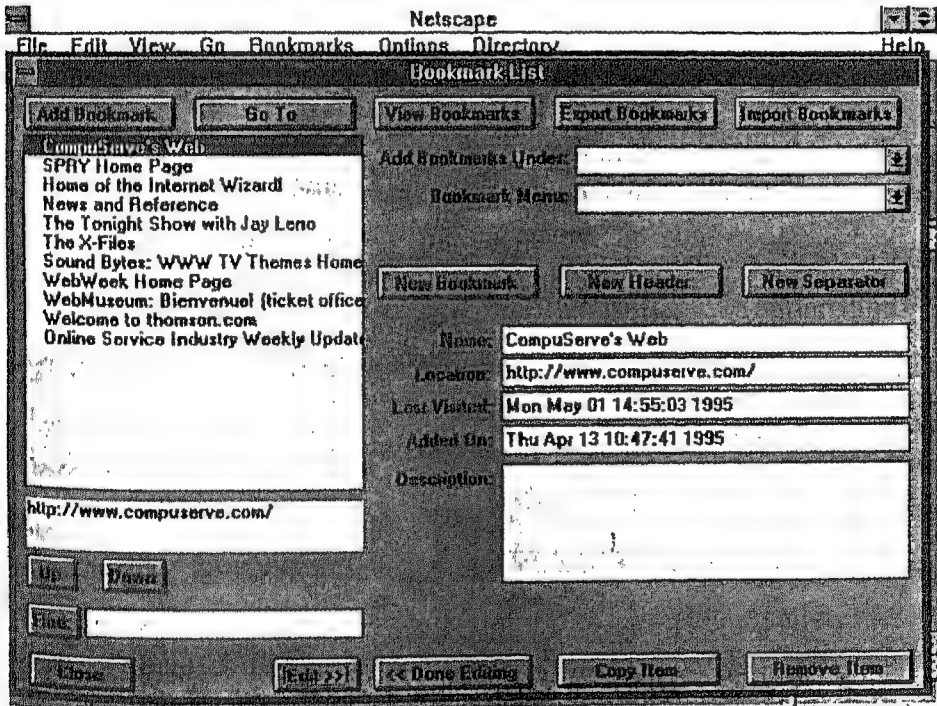 Netscape
File Edit View Go Bookmarks Options Directory Help
Bookmark List
Add Bookmark Go To View Bookmarks Export Bookmarks Import Bookmarks
CompuServe's Web
SPRY Home Page
Home of the Internet Wizard!
News and Reference
The Tonight Show with Jay Leno
The X-Files
Sound Bytes: WWW TV Themes Home
WebWeek Home Page
WebMuseum: Bienvenue! (ticket office
Welcome to thomson.com
Online Service Industry Weekly Update
Add Bookmarks Under:
Bookmark Menu:
New Bookmark New Header New Separator
Name: CompuServe's Web
Location: http://www.compuserve.com/
Last Visited: Mon May 01 14:55:03 1995
Added On: Thu Apr 13 10:47:41 1995
Description:
http://www.compuserve.com/
Up Down
Find
Close Edit >> << Done Editing Copy Item Remove Item